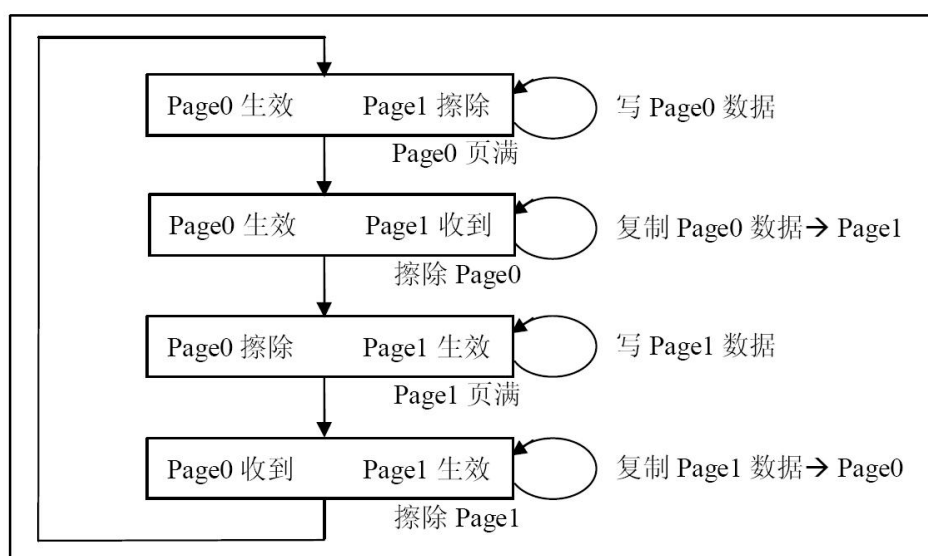 Page0 生效 Page1 擦除 写 Page0 数据
Page0 页满
Page0 生效 Page1 收到 复制 Page0 数据→ Page1
擦除 Page0
Page0 擦除 Page1 生效 写 Page1 数据
Page1 页满
Page0 收到 Page1 生效 复制 Page1 数据→ Page0
擦除 Page1